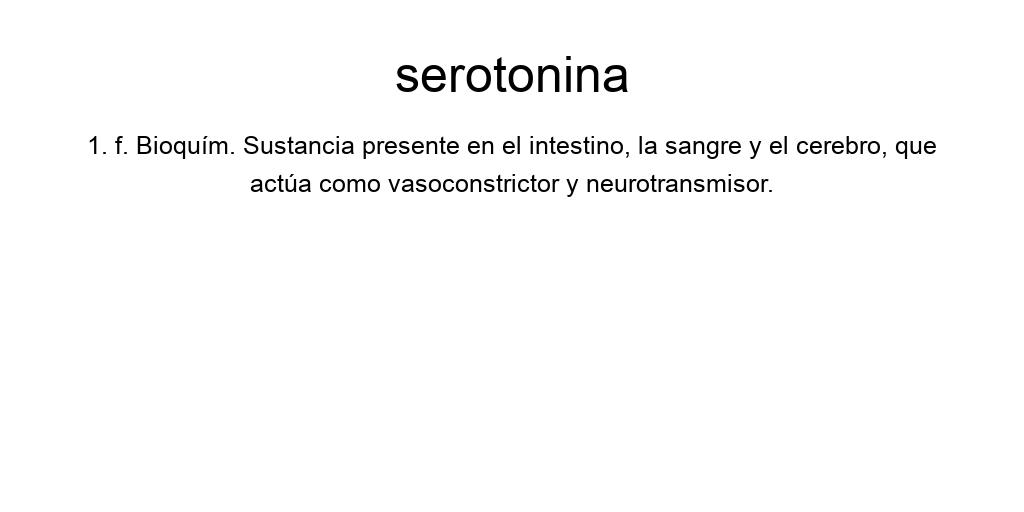 serotonina
1. f. Bioquím. Sustancia presente en el intestino, la sangre y el cerebro, que
actúa como vasoconstrictor y neurotransmisor.